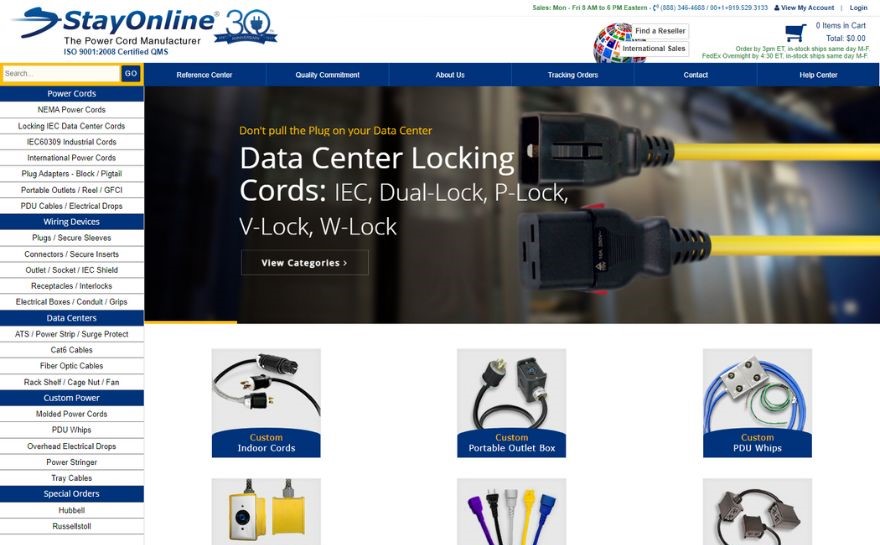 StayOnline®
30
ANNIVERSARY
The Power Cord Manufacturer
ISO 9001:2008 Certified QMS
Sales: Mon - Fri 8 AM to 6 PM Eastern - (888) 346-4688 / 00+1+919.529.3133
View My Account | Login
Find a Reseller
International Sales
0 Items in Cart
Total: $0.00
Order by 3pm ET, in-stock ships same day M-F.
FedEx Overnight by 4:30 ET, in-stock ships same day M-F
Search...
GO
Reference Center
Quality Commitment
About Us
Tracking Orders
Contact
Help Center
Power Cords
NEMA Power Cords
Locking IEC Data Center Cords
IEC60309 Industrial Cords
International Power Cords
Plug Adapters - Block / Pigtail
Portable Outlets / Reel / GFCI
PDU Cables / Electrical Drops
Wiring Devices
Plugs / Secure Sleeves
Connectors / Secure Inserts
Outlet / Socket / IEC Shield
Receptacles / Interlocks
Electrical Boxes / Conduit / Grips
Data Centers
ATS / Power Strip / Surge Protect
Cat6 Cables
Fiber Optic Cables
Rack Shelf / Cage Nut / Fan
Custom Power
Molded Power Cords
PDU Whips
Overhead Electrical Drops
Power Stringer
Tray Cables
Special Orders
Hubbell
Russellstoll
Don't pull the Plug on your Data Center
Data Center Locking
Cords: IEC, Dual-Lock, P-Lock,
V-Lock, W-Lock
View Categories ›
Custom
Indoor Cords
Custom
Portable Outlet Box
Custom
PDU Whips